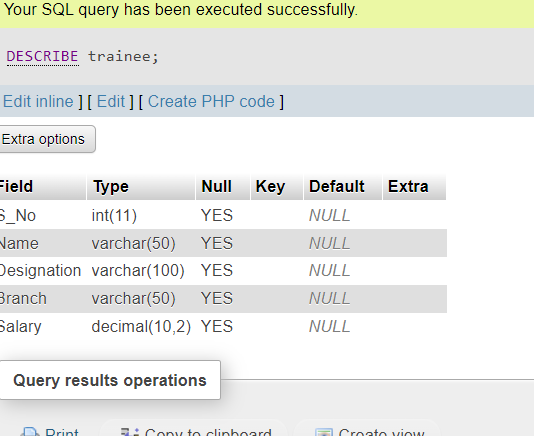 Your SQL query has been executed successfully.
DESCRIBE trainee;
Edit inline ] [ Edit ] [ Create PHP code ]
Extra options
Field Type Null Key Default Extra
S_No int(11) YES NULL
Name varchar(50) YES NULL
Designation varchar(100) YES NULL
Branch varchar(50) YES NULL
Salary decimal(10,2) YES NULL
Query results operations
Print Copy to clipboard Create view